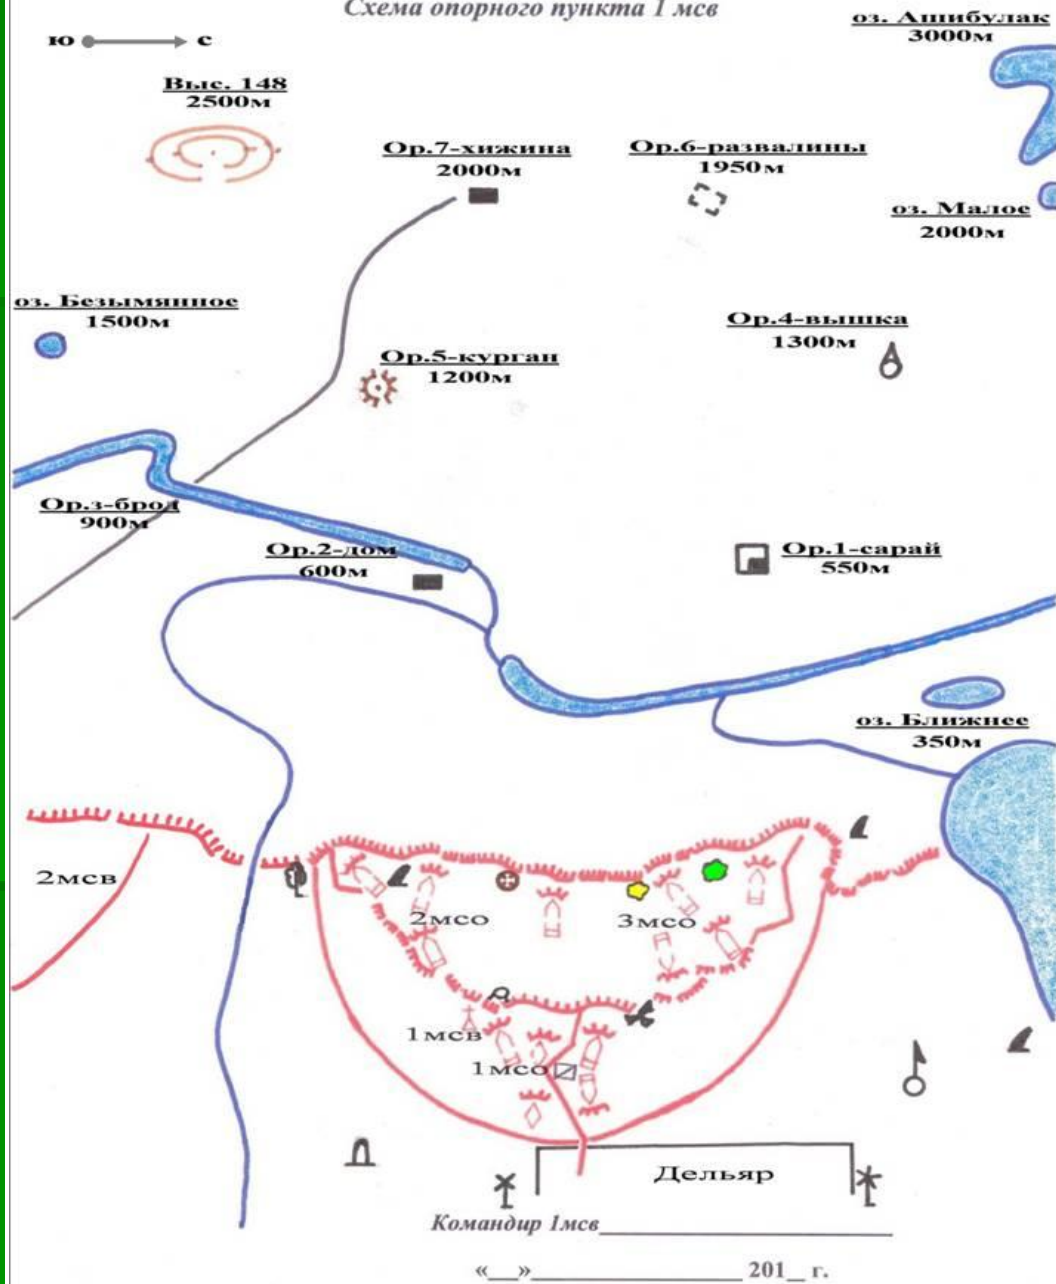 Схема опорного пункта 1 мсв
оз. Ашибулак
3000м
ю с
Выс. 148
2500м
Ор.7-хижина
2000м
Ор.6-развалины
1950м
оз. Малое
2000м
оз. Безымянное
1500м
Ор.4-вышка
1300м
Ор.5-курган
1200м
Ор.з-брод
900м
Ор.2-дом
600м
Ор.1-сарай
550м
оз. Ближнее
350м
2мсв
2мсо
3мсо
1мсв
1мсо
Дельяр
Командир 1мсв_______________
«__»______________ 201_ г.